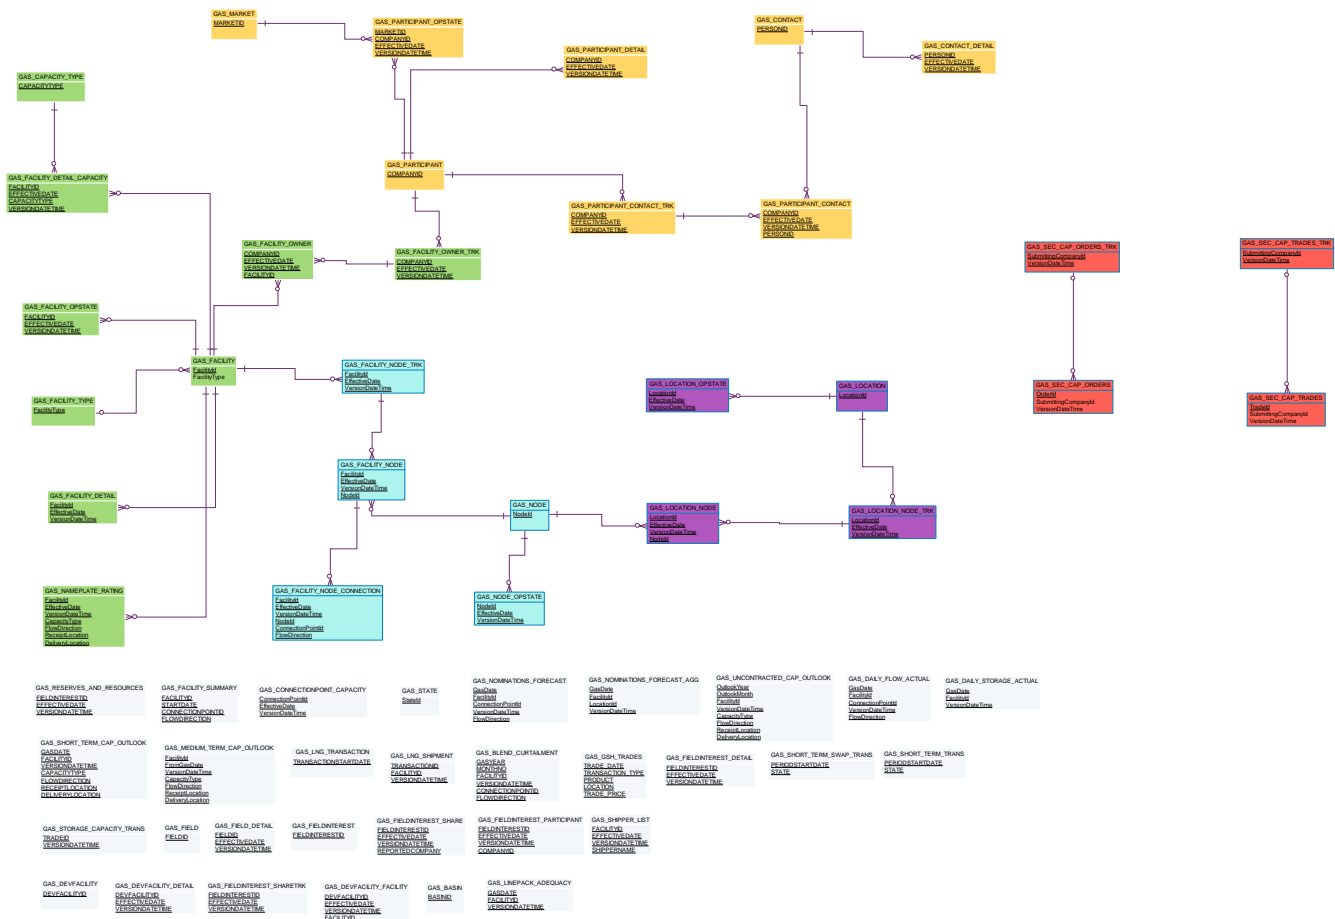 GAS_MARKET
MARKETID
GAS_PARTICIPANT_OPSTATE
MARKETID
COMPANYID
EFFECTIVEDATE
VERSIONDATETIME
GAS_CONTACT
PERSONID
GAS_CONTACT_DETAIL
PERSONID
EFFECTIVEDATE
VERSIONDATETIME
GAS_PARTICIPANT_DETAIL
COMPANYID
EFFECTIVEDATE
VERSIONDATETIME
GAS_CAPACITY_TYPE
CAPACITYTYPE
GAS_PARTICIPANT
COMPANYID
GAS_FACILITY_DETAIL_CAPACITY
FACILITYID
EFFECTIVEDATE
CAPACITYTYPE
VERSIONDATETIME
GAS_PARTICIPANT_CONTACT_TRK
COMPANYID
EFFECTIVEDATE
VERSIONDATETIME
GAS_PARTICIPANT_CONTACT
COMPANYID
EFFECTIVEDATE
VERSIONDATETIME
PERSONID
GAS_FACILITY_OWNER
COMPANYID
EFFECTIVEDATE
VERSIONDATETIME
FACILITYID
GAS_FACILITY_OWNER_TRK
COMPANYID
EFFECTIVEDATE
VERSIONDATETIME
GAS_SEC_CAP_ORDERS_TRK
SubmittingCompanyId
VersionDateTime
GAS_SEC_CAP_TRADES_TRK
SubmittingCompanyId
VersionDateTime
GAS_FACILITY_OPSTATE
FACILITYID
EFFECTIVEDATE
VERSIONDATETIME
GAS_FACILITY
FacilityId
FacilityType
GAS_FACILITY_NODE_TRK
FacilityId
EffectiveDate
VersionDateTime
GAS_LOCATION_OPSTATE
LocationId
EffectiveDate
VersionDateTime
GAS_LOCATION
LocationId
GAS_SEC_CAP_ORDERS
OrderId
SubmittingCompanyId
VersionDateTime
GAS_SEC_CAP_TRADES
TradeId
SubmittingCompanyId
VersionDateTime
GAS_FACILITY_TYPE
FacilityType
GAS_FACILITY_NODE
FacilityId
EffectiveDate
VersionDateTime
NodeId
GAS_FACILITY_DETAIL
FacilityId
EffectiveDate
VersionDateTime
GAS_NODE
NodeId
GAS_LOCATION_NODE
LocationId
EffectiveDate
VersionDateTime
NodeId
GAS_LOCATION_NODE_TRK
LocationId
EffectiveDate
VersionDateTime
GAS_NAMEPLATE_RATING
FacilityId
EffectiveDate
VersionDateTime
CapacityType
FlowDirection
ReceiptLocation
DeliveryLocation
GAS_FACILITY_NODE_CONNECTION
FacilityId
EffectiveDate
VersionDateTime
NodeId
ConnectionPointId
FlowDirection
GAS_NODE_OPSTATE
NodeId
EffectiveDate
VersionDateTime
GAS_RESERVES_AND_RESOURCES
FIELDINTERESTID
EFFECTIVEDATE
VERSIONDATETIME
GAS_FACILITY_SUMMARY
FACILITYID
STARTDATE
CONNECTIONPOINTID
FLOWDIRECTION
GAS_CONNECTIONPOINT_CAPACITY
ConnectionPointId
EffectiveDate
VersionDateTime
GAS_STATE
StateId
GAS_NOMINATIONS_FORECAST
GasDate
FacilityId
ConnectionPointId
VersionDateTime
FlowDirection
GAS_NOMINATIONS_FORECAST_AGG
GasDate
FacilityId
LocationId
VersionDateTime
GAS_UNCONTRACTED_CAP_OUTLOOK
OutlookYear
OutlookMonth
FacilityId
VersionDateTime
CapacityType
FlowDirection
ReceiptLocation
DeliveryLocation
GAS_DAILY_FLOW_ACTUAL
GasDate
FacilityId
ConnectionPointId
VersionDateTime
FlowDirection
GAS_DAILY_STORAGE_ACTUAL
GasDate
FacilityId
VersionDateTime
GAS_SHORT_TERM_CAP_OUTLOOK
GASDATE
FACILITYID
VERSIONDATETIME
CAPACITYTYPE
FLOWDIRECTION
RECEIPTLOCATION
DELIVERYLOCATION
GAS_MEDIUM_TERM_CAP_OUTLOOK
FacilityId
FromGasDate
VersionDateTime
CapacityType
FlowDirection
ReceiptLocation
DeliveryLocation
GAS_LNG_TRANSACTION
TRANSACTIONSTARTDATE
GAS_LNG_SHIPMENT
TRANSACTIONID
FACILITYID
VERSIONDATETIME
GAS_BLEND_CURTAILMENT
GASYEAR
MONTHNO
FACILITYID
VERSIONDATETIME
CONNECTIONPOINTID
FLOWDIRECTION
GAS_GSH_TRADES
TRADE_DATE
TRANSACTION_TYPE
PRODUCT
LOCATION
TRADE_PRICE
GAS_FIELDINTEREST_DETAIL
FIELDINTERESTID
EFFECTIVEDATE
VERSIONDATETIME
GAS_SHORT_TERM_SWAP_TRANS
PERIODSTARTDATE
STATE
GAS_SHORT_TERM_TRANS
PERIODSTARTDATE
STATE
GAS_STORAGE_CAPACITY_TRANS
TRADEID
VERSIONDATETIME
GAS_FIELD
FIELDID
GAS_FIELD_DETAIL
FIELDID
EFFECTIVEDATE
VERSIONDATETIME
GAS_FIELDINTEREST
FIELDINTERESTID
GAS_FIELDINTEREST_SHARE
FIELDINTERESTID
EFFECTIVEDATE
VERSIONDATETIME
REPORTEDCOMPANY
GAS_FIELDINTEREST_PARTICIPANT
FIELDINTERESTID
EFFECTIVEDATE
VERSIONDATETIME
COMPANYID
GAS_SHIPPER_LIST
FACILITYID
EFFECTIVEDATE
VERSIONDATETIME
SHIPPERNAME
GAS_DEVFACILITY
DEVFACILITYID
GAS_DEVFACILITY_DETAIL
DEVFACILITYID
EFFECTIVEDATE
VERSIONDATETIME
GAS_FIELDINTEREST_SHARETRK
FIELDINTERESTID
EFFECTIVEDATE
VERSIONDATETIME
GAS_DEVFACILITY_FACILITY
DEVFACILITYID
EFFECTIVEDATE
VERSIONDATETIME
FACILITYID
GAS_BASIN
BASINID
GAS_LINEPACK_ADEQUACY
GASDATE
FACILITYID
VERSIONDATETIME